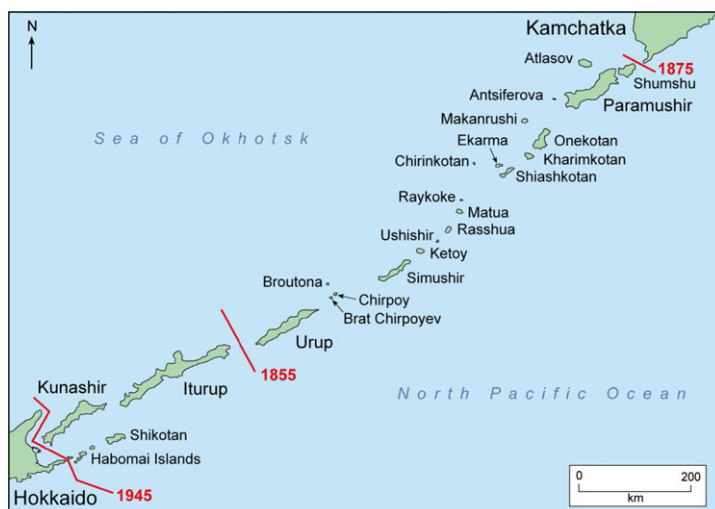 N
Kamchatka
Atlasov
1875
Shumshu
Antsiferova
Paramushir
Makanrushi
Sea of Okhotsk
Ekarma
Onekotan
Kharimkotan
Chirinkotan
Shiashkotan
Raykoke
Matua
Rasshua
Ushishir
Ketoy
Simushir
Broutona
Chirpoy
Brat Chirpoyev
Urup
1855
Iturup
North Pacific Ocean
Kunashir
Shikotan
Habomai Islands
Hokkaido
1945
0 200
km